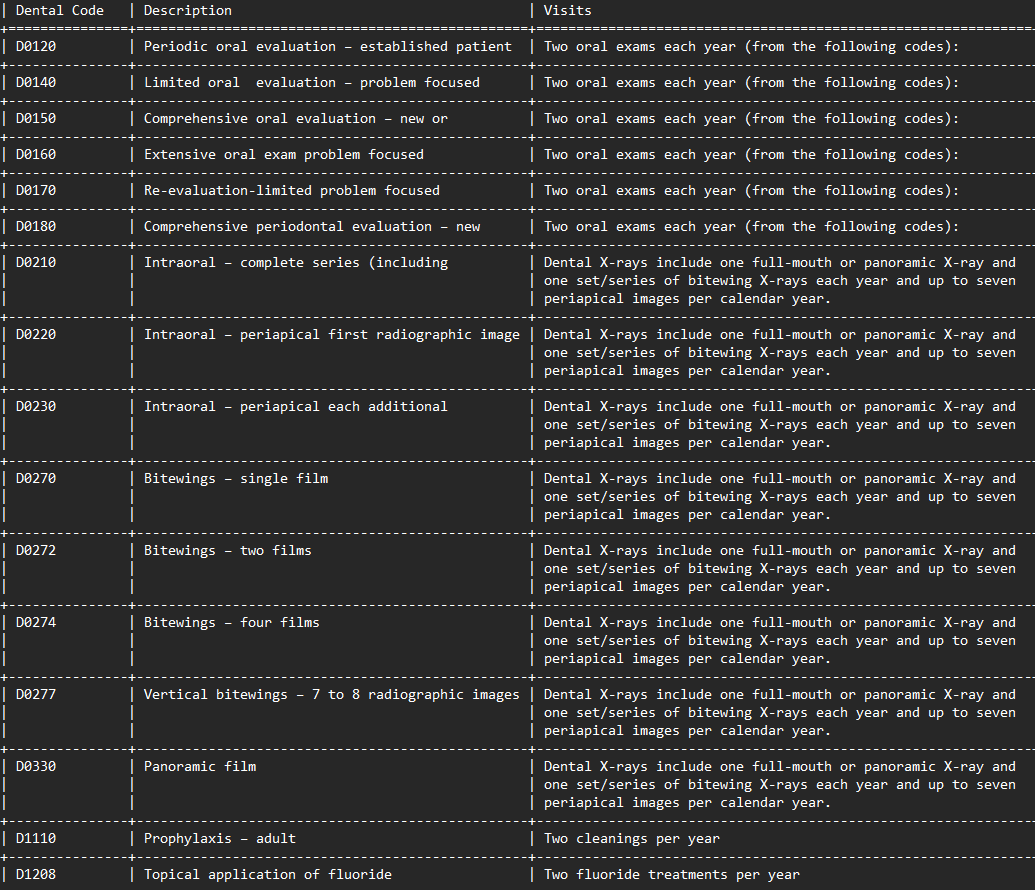 Dental Code | Description | Visits
D0120 | Periodic oral evaluation – established patient | Two oral exams each year (from the following codes):
D0140 | Limited oral  evaluation – problem focused | Two oral exams each year (from the following codes):
D0150 | Comprehensive oral evaluation – new or | Two oral exams each year (from the following codes):
D0160 | Extensive oral exam problem focused | Two oral exams each year (from the following codes):
D0170 | Re-evaluation-limited problem focused | Two oral exams each year (from the following codes):
D0180 | Comprehensive periodontal evaluation – new | Two oral exams each year (from the following codes):
D0210 | Intraoral – complete series (including | Dental X-rays include one full-mouth or panoramic X-ray and
one set/series of bitewing X-rays each year and up to seven
periapical images per calendar year.
D0220 | Intraoral – periapical first radiographic image | Dental X-rays include one full-mouth or panoramic X-ray and
one set/series of bitewing X-rays each year and up to seven
periapical images per calendar year.
D0230 | Intraoral – periapical each additional | Dental X-rays include one full-mouth or panoramic X-ray and
one set/series of bitewing X-rays each year and up to seven
periapical images per calendar year.
D0270 | Bitewings – single film | Dental X-rays include one full-mouth or panoramic X-ray and
one set/series of bitewing X-rays each year and up to seven
periapical images per calendar year.
D0272 | Bitewings – two films | Dental X-rays include one full-mouth or panoramic X-ray and
one set/series of bitewing X-rays each year and up to seven
periapical images per calendar year.
D0274 | Bitewings – four films | Dental X-rays include one full-mouth or panoramic X-ray and
one set/series of bitewing X-rays each year and up to seven
periapical images per calendar year.
D0277 | Vertical bitewings – 7 to 8 radiographic images | Dental X-rays include one full-mouth or panoramic X-ray and
one set/series of bitewing X-rays each year and up to seven
periapical images per calendar year.
D0330 | Panoramic film | Dental X-rays include one full-mouth or panoramic X-ray and
one set/series of bitewing X-rays each year and up to seven
periapical images per calendar year.
D1110 | Prophylaxis – adult | Two cleanings per year
D1208 | Topical application of fluoride | Two fluoride treatments per year